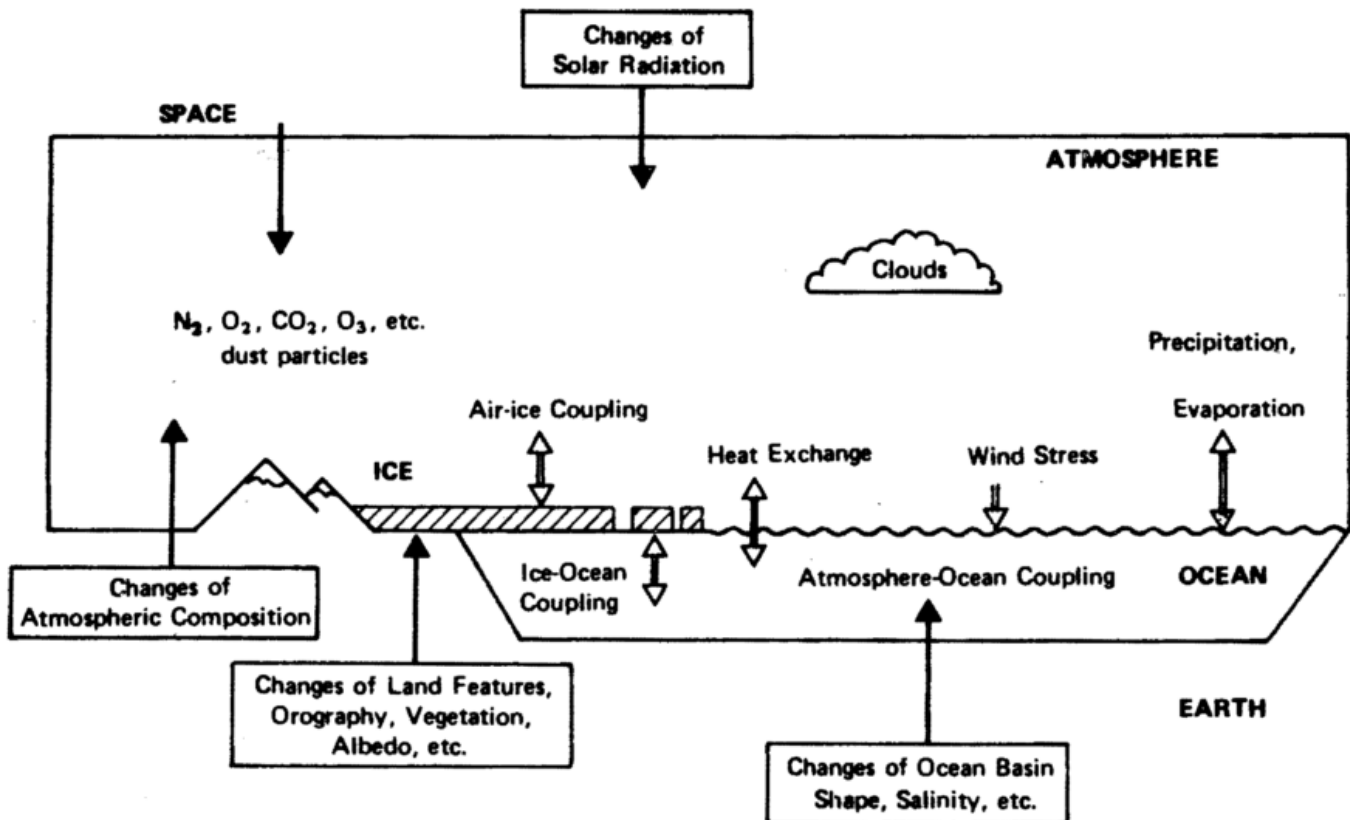 Changes of
Solar Radiation
SPACE
ATMOSPHERE
Clouds
N₂, O₂, CO₂, O₃, etc.
dust particles
Precipitation,
Evaporation
Air-ice Coupling
ICE
Heat Exchange
Wind Stress
Ice-Ocean
Coupling
Atmosphere-Ocean Coupling
OCEAN
Changes of
Atmospheric Composition
Changes of Land Features,
Orography, Vegetation,
Albedo, etc.
EARTH
Changes of Ocean Basin
Shape, Salinity, etc.